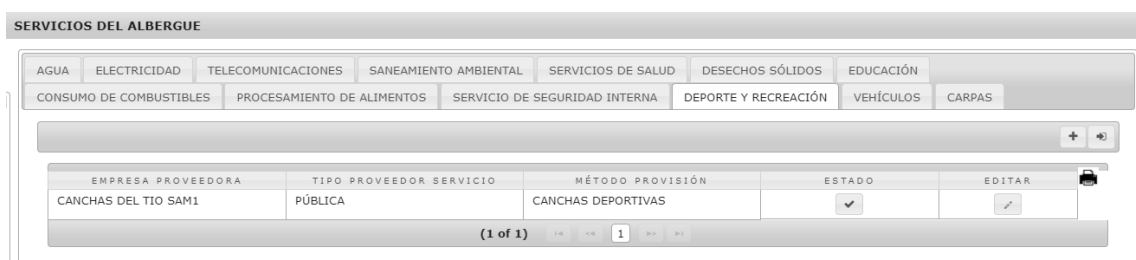 SERVICIOS DEL ALBERGUE
AGUA ELECTRICIDAD TELECOMUNICACIONES SANEAMIENTO AMBIENTAL SERVICIOS DE SALUD DESECHOS SÓLIDOS EDUCACIÓN
CONSUMO DE COMBUSTIBLES PROCESAMIENTO DE ALIMENTOS SERVICIO DE SEGURIDAD INTERNA DEPORTE Y RECREACIÓN VEHÍCULOS CARPAS
EMPRESA PROVEEDORA TIPO PROVEEDOR SERVICIO MÉTODO PROVISIÓN ESTADO EDITAR
CANCHAS DEL TIO SAM1 PÚBLICA CANCHAS DEPORTIVAS
(1 of 1) 1